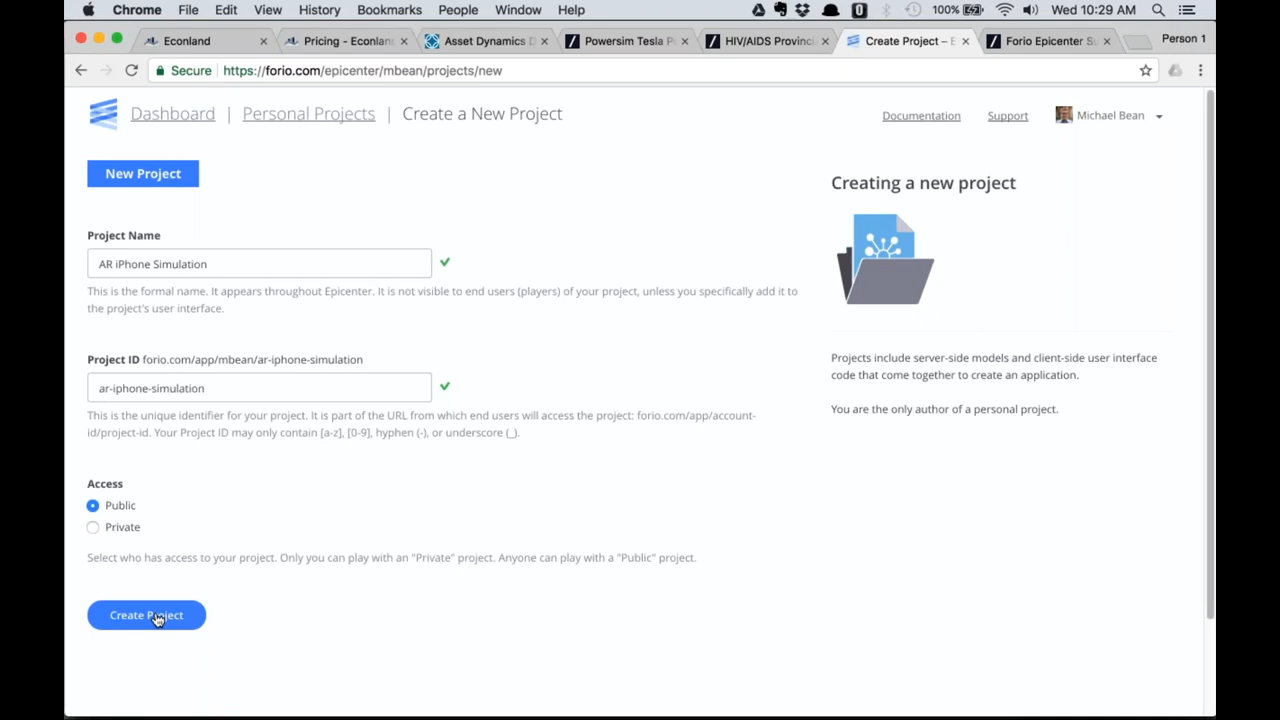 Chrome File Edit View History Bookmarks People Window Help 100% Wed 10:29 AM
Econland
Pricing - Econlan
Asset Dynamics D
Powersim Tesla P
HIV/AIDS Provinci
Create Project – E
Forio Epicenter Su
Person 1
Secure https://forio.com/epicenter/mbean/projects/new
Dashboard | Personal Projects | Create a New Project
Documentation Support Michael Bean
New Project
Project Name
AR iPhone Simulation
This is the formal name. It appears throughout Epicenter. It is not visible to end users (players) of your project, unless you specifically add it to
the project's user interface.
Project ID forio.com/app/mbean/ar-iphone-simulation
ar-iphone-simulation
This is the unique identifier for your project. It is part of the URL from which end users will access the project: forio.com/app/account-
id/project-id. Your Project ID may only contain [a-z], [0-9], hyphen (-), or underscore (_).
Access
Public
Private
Select who has access to your project. Only you can play with an "Private" project. Anyone can play with a "Public" project.
Create Project
Creating a new project
Projects include server-side models and client-side user interface
code that come together to create an application.
You are the only author of a personal project.